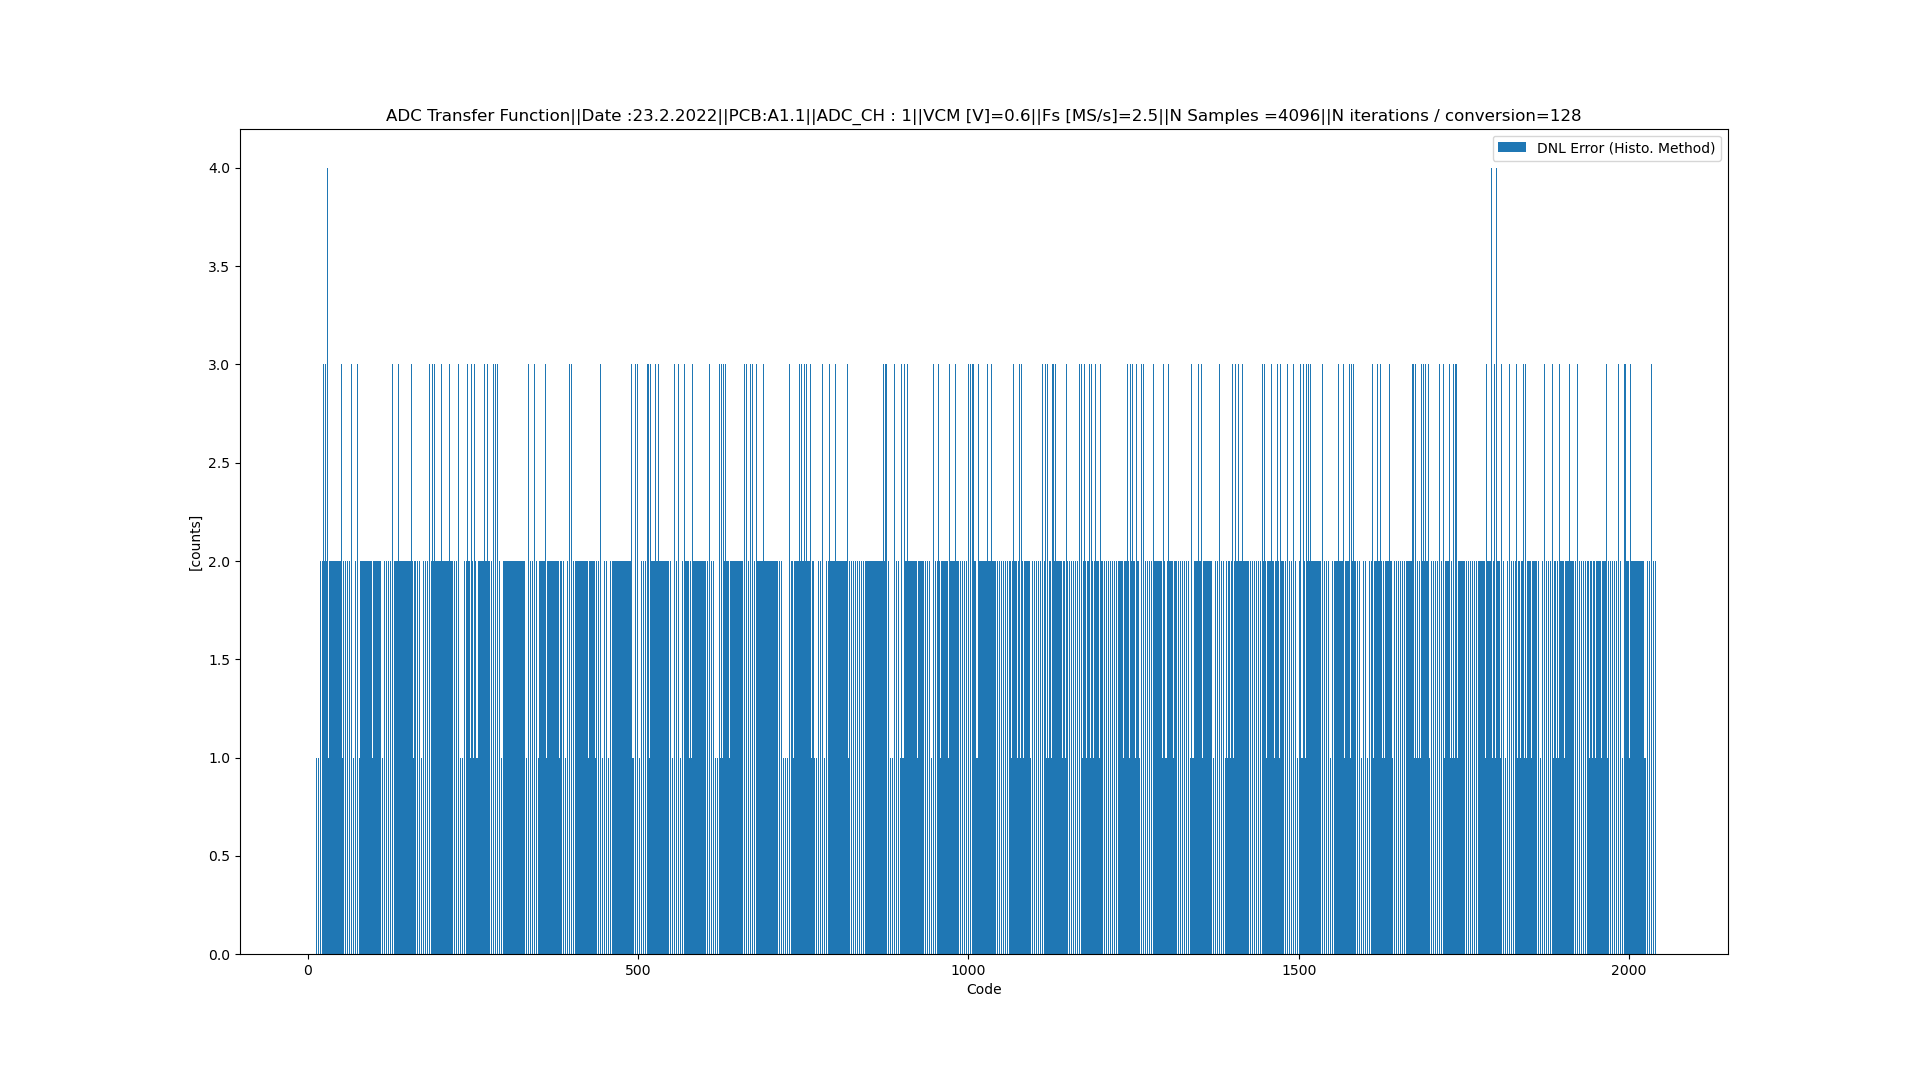 ADC Transfer Function||Date :23.2.2022||PCB:A1.1||ADC_CH : 1||VCM [V]=0.6||Fs [MS/s]=2.5||N Samples =4096||N iterations / conversion=128
DNL Error (Histo. Method)
4.0
3.5
3.0
2.5
2.0
1.5
1.0
0.5
0.0
[counts]
0 500 1000 1500 2000
Code